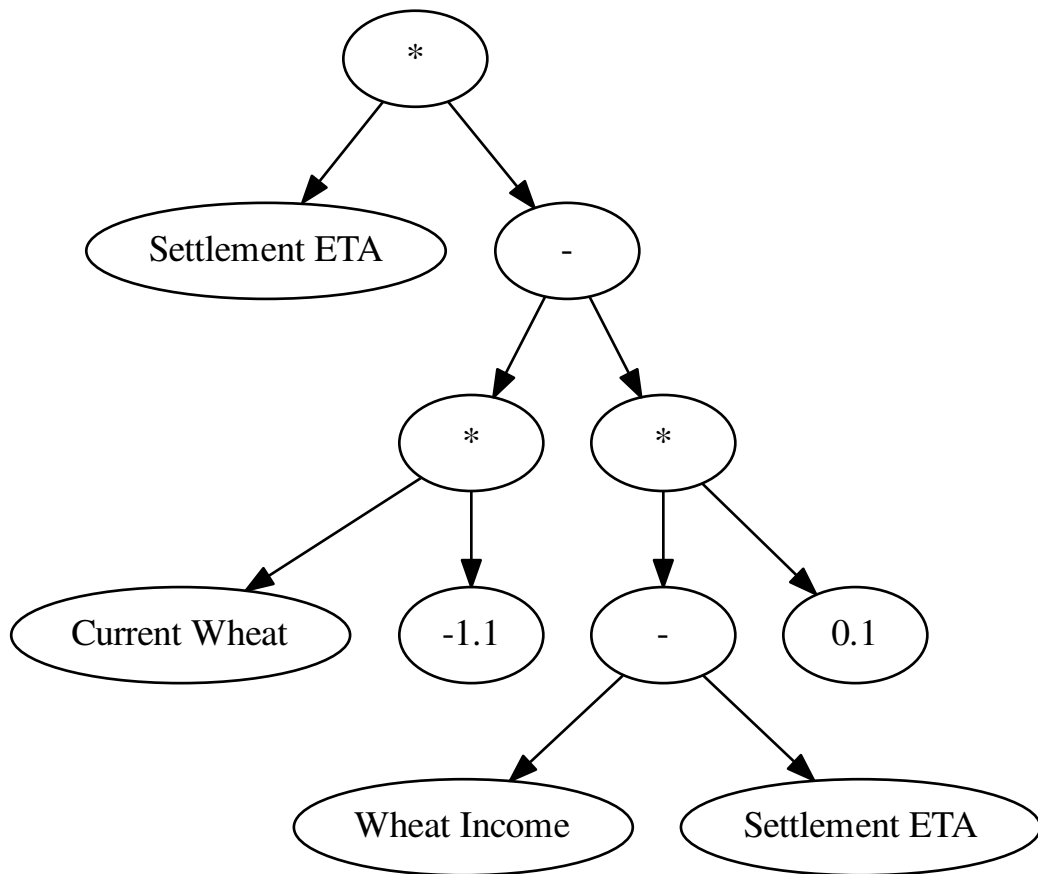 *
Settlement ETA
-
*
*
Current Wheat
-1.1
-
0.1
Wheat Income
Settlement ETA